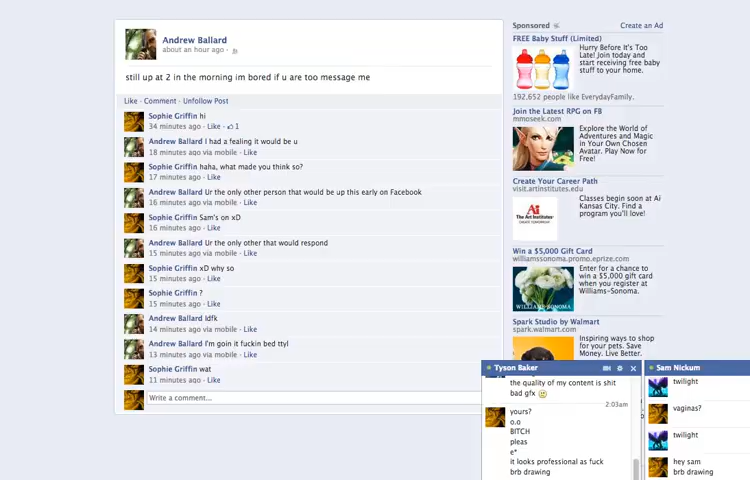 Andrew Ballard
about an hour ago ·
still up at 2 in the morning im bored if u are too message me
Like · Comment · Unfollow Post
Sophie Griffin hi
34 minutes ago · Like · 1
Andrew Ballard I had a fealing it would be u
18 minutes ago via mobile · Like
Sophie Griffin haha, what made you think so?
17 minutes ago · Like
Andrew Ballard Ur the only other person that would be up this early on Facebook
16 minutes ago via mobile · Like
Sophie Griffin Sam's on xD
16 minutes ago · Like
Andrew Ballard Ur the only other that would respond
15 minutes ago via mobile · Like
Sophie Griffin xD why so
15 minutes ago · Like
Sophie Griffin ?
15 minutes ago · Like
Andrew Ballard Idfk
14 minutes ago via mobile · Like
Andrew Ballard I'm goin it fuckin bed ttyl
13 minutes ago via mobile · Like
Sophie Griffin wat
11 minutes ago · Like
Write a comment...
Sponsored
Create an Ad
FREE Baby Stuff (Limited)
Hurry Before It's Too
Late! Join today and
start receiving free baby
stuff to your home.
192,652 people like EverydayFamily.
Join the Latest RPG on FB
mmoseek.com
Explore the World of
Adventures and Magic
in Your Own Chosen
Avatar. Play Now for
Free!
Create Your Career Path
visit.artinstitutes.edu
Ai
The Art Institutes
Classes begin soon at Ai
Kansas City. Find a
program you'll love!
Win a $5,000 Gift Card
williamssonoma.promo.eprize.com
WILLIAMS-SONOMA
Enter for a chance to
win a $5,000 gift card
when you register at
Williams-Sonoma.
Spark Studio by Walmart
spark.walmart.com
Inspiring ways to shop
for your pets. Save
Money. Live Better.
Tyson Baker
the quality of my content is shit
bad gfx
2:03am
yours?
o.o
BITCH
pleas
e*
it looks professional as fuck
brb drawing
Sam Nickum
twilight
vaginas?
twilight
hey sam
brb drawing